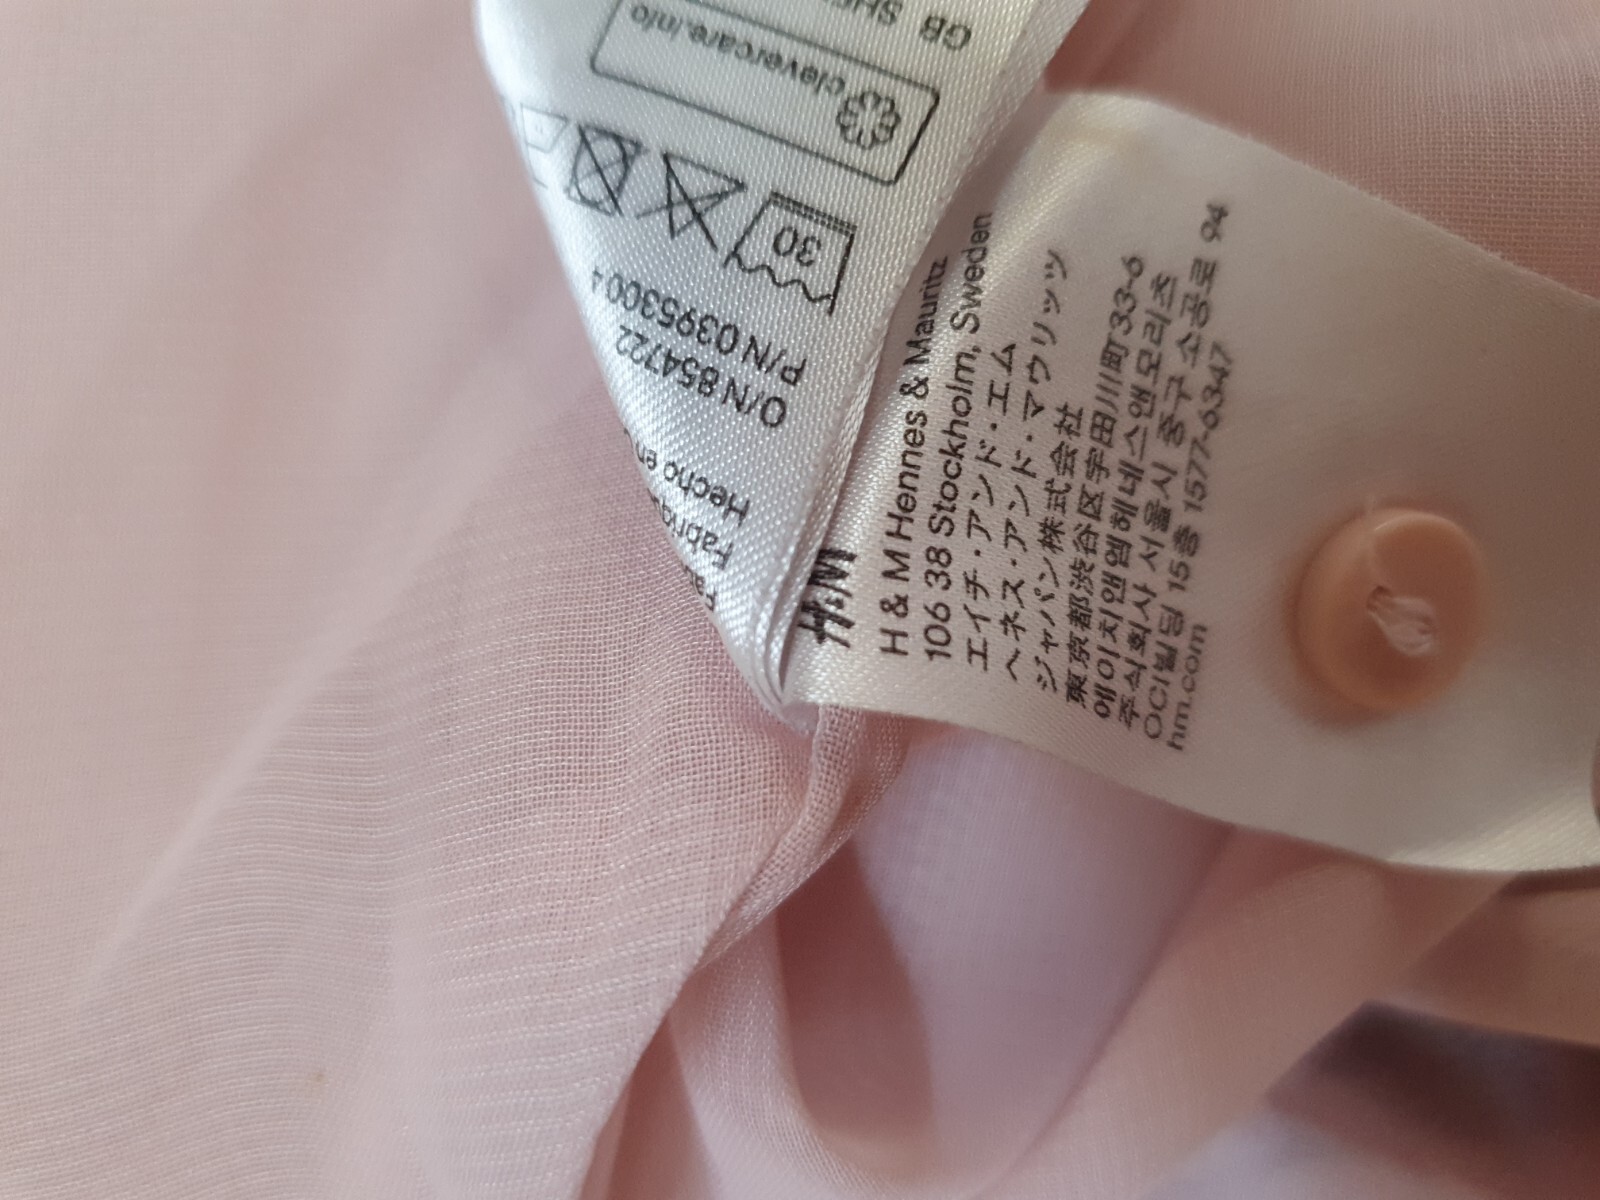 H&M
H & M Hennes & Mauritz
106 38 Stockholm, Sweden
エイチ・アンド・エム
ヘネス・アンド・マウリッツ
ジャパン株式会社
東京都渋谷区宇田川町33-6
에이치앤엠헤네스앤모리츠
주식회사 서울시 중구 소공로 94
OCI빌딩 15층 1577-6347
hm.com
Hecho en
O/N 854722
P/N 0395300
30
clevercare.info
GB